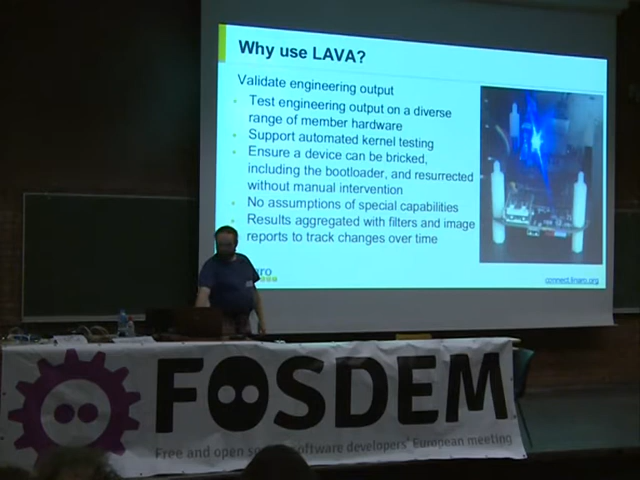 Why use LAVA?
Validate engineering output
Test engineering output on a diverse
range of member hardware
Support automated kernel testing
Ensure a device can be bricked,
including the bootloader, and resurrected
without manual intervention
No assumptions of special capabilities
Results aggregated with filters and image
reports to track changes over time
connect.linaro.org
FOSDEM
Free and open software developers' European meeting